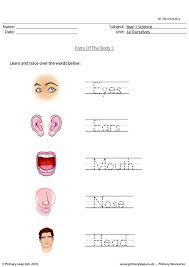 Name: Subject: Year 1 Science
Date: Unit: 1a Ourselves
Parts Of The Body 1
Learn and trace over the words below:
Eyes
Ears
Mouth
Nose
Head